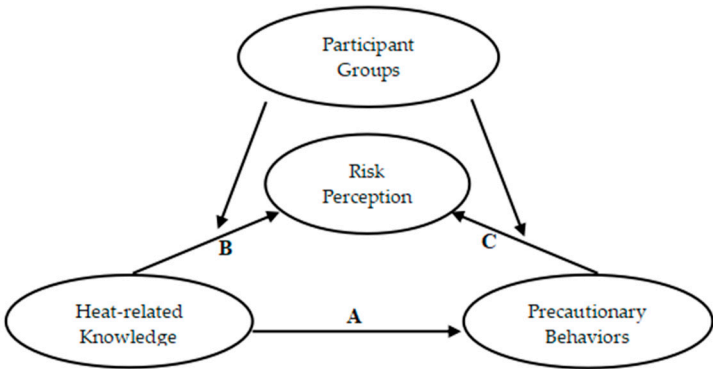 Participant
Groups
Risk
Perception
B
C
Heat-related
Knowledge
A
Precautionary
Behaviors